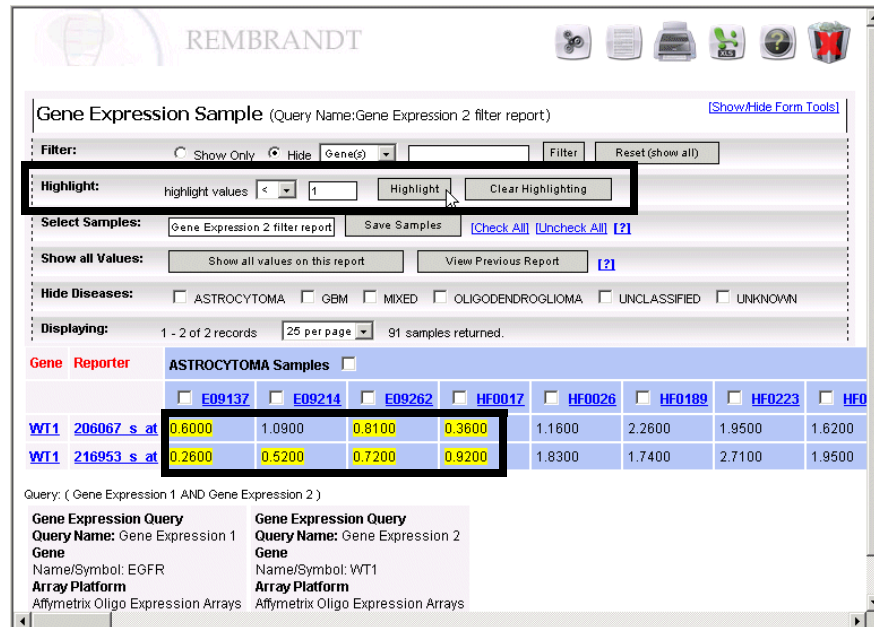 REMBRANDT
XLS
Gene Expression Sample (Query Name:Gene Expression 2 filter report)
[Show/Hide Form Tools]
Filter: Show Only Hide Gene(s) Filter Reset (show all)
Highlight: highlight values < 1 Highlight Clear Highlighting
Select Samples: Gene Expression 2 filter report Save Samples [Check All] [Uncheck All] [?]
Show all Values: Show all values on this report View Previous Report [?]
Hide Diseases: ASTROCYTOMA GBM MIXED OLIGODENDROGLIOMA UNCLASSIFIED UNKNOWN
Displaying: 1 - 2 of 2 records 25 per page 91 samples returned.
Gene Reporter ASTROCYTOMA Samples
E09137 E09214 E09262 HF0017 HF0026 HF0189 HF0223 HF0
WT1 206067_s_at 0.6000 1.0900 0.8100 0.3600 1.1600 2.2600 1.9500 1.6200
WT1 216953_s_at 0.2600 0.5200 0.7200 0.9200 1.8300 1.7400 2.7100 1.9500
Query: ( Gene Expression 1 AND Gene Expression 2 )
Gene Expression Query
Query Name: Gene Expression 1
Gene
Name/Symbol: EGFR
Array Platform
Affymetrix Oligo Expression Arrays
Gene Expression Query
Query Name: Gene Expression 2
Gene
Name/Symbol: WT1
Array Platform
Affymetrix Oligo Expression Arrays